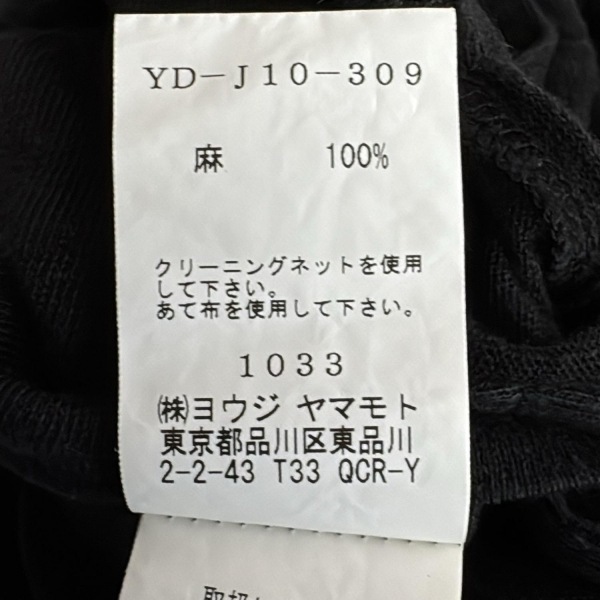 YD-J10-309
麻 100%
クリーニングネットを使用
して下さい。
あて布を使用して下さい。
1033
㈱ヨウジ ヤマモト
東京都品川区東品川
2-2-43 T33 QCR-Y